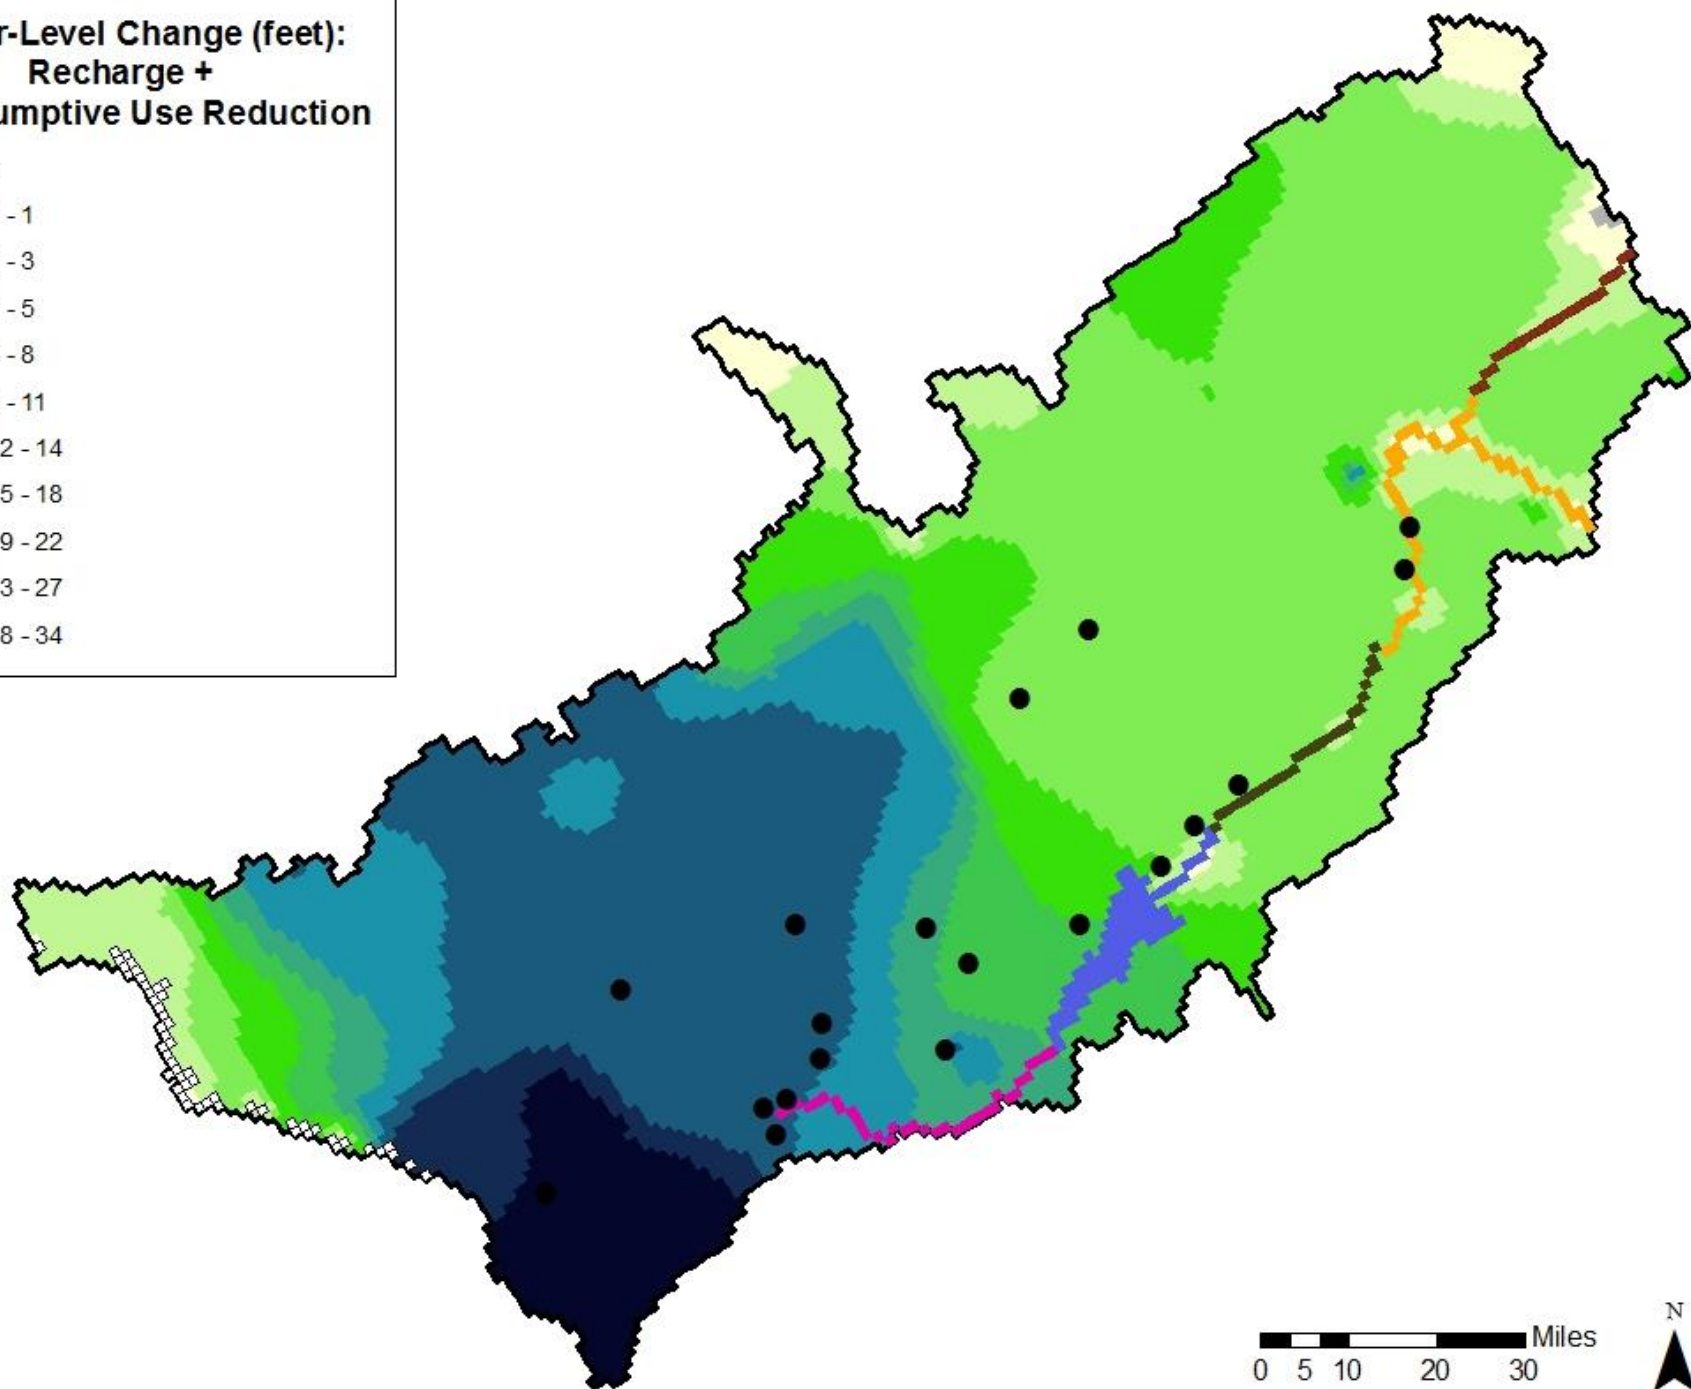 r-Level Change (feet):
Recharge +
umptive Use Reduction
- 1
- 3
- 5
- 8
- 11
2 - 14
5 - 18
9 - 22
3 - 27
8 - 34
Miles
0 5 10 20 30
N